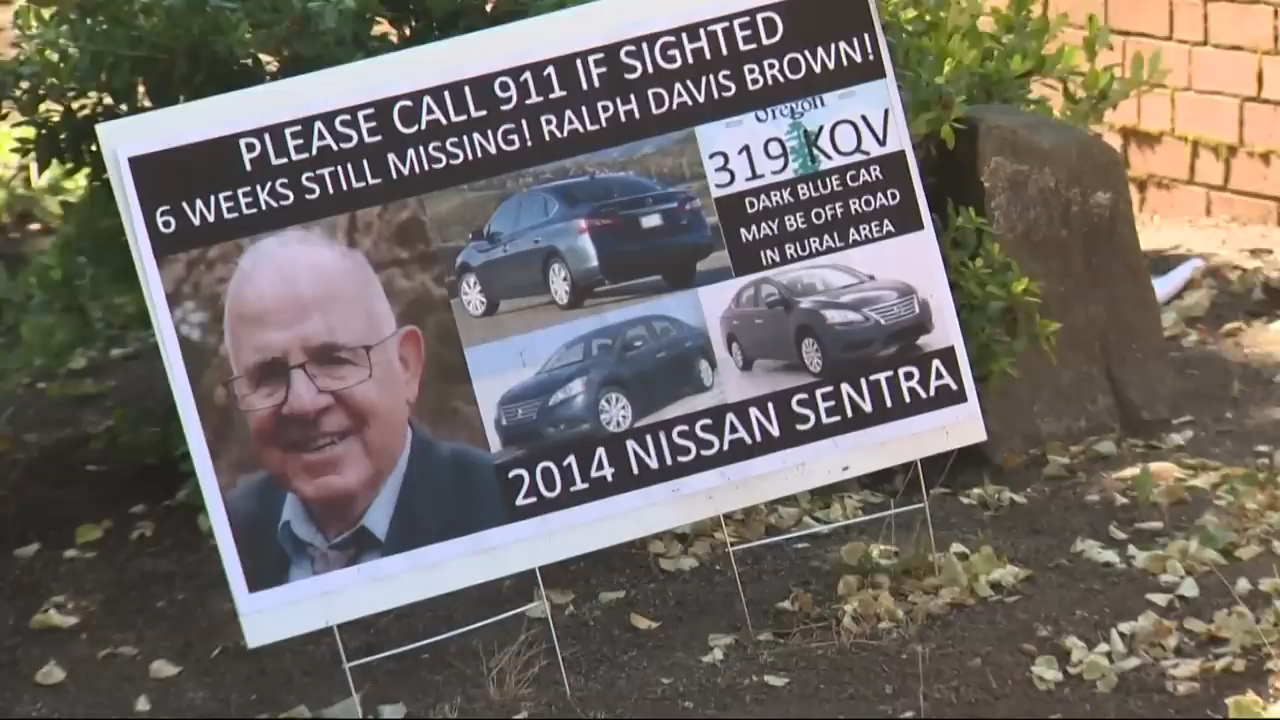 PLEASE CALL 911 IF SIGHTED
6 WEEKS STILL MISSING! RALPH DAVIS BROWN!
Oregon
319 KQV
DARK BLUE CAR
MAY BE OFF ROAD
IN RURAL AREA
2014 NISSAN SENTRA